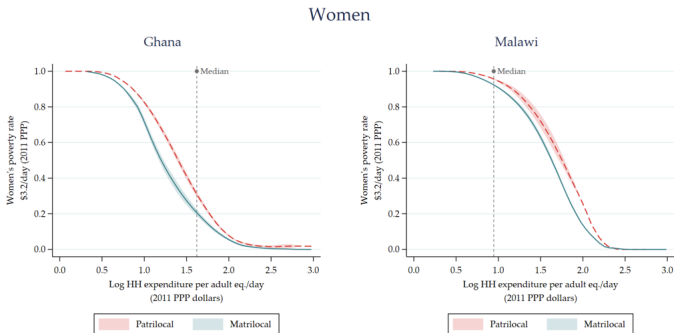 Women
Ghana
Women's poverty rate
$3.2/day (2011 PPP)
1.0
0.8
0.6
0.4
0.2
0.0
Median
0.0 0.5 1.0 1.5 2.0 2.5 3.0
Log HH expenditure per adult eq./day
(2011 PPP dollars)
Patrilocal Matrilocal
Malawi
Women's poverty rate
$3.2/day (2011 PPP)
1.0
0.8
0.6
0.4
0.2
0.0
Median
0.0 0.5 1.0 1.5 2.0 2.5 3.0
Log HH expenditure per adult eq./day
(2011 PPP dollars)
Patrilocal Matrilocal